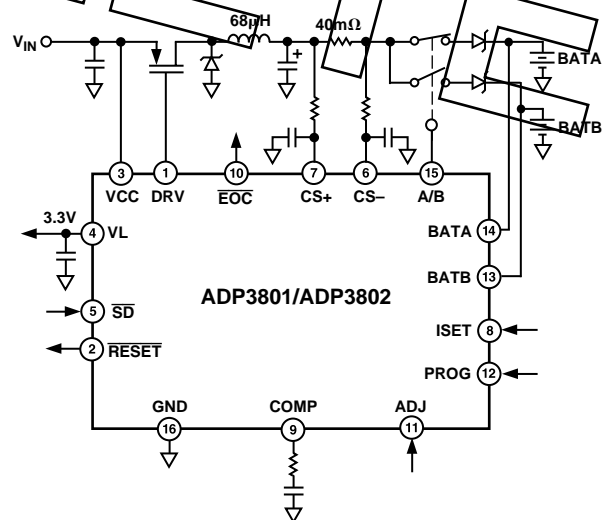 68µH
40mΩ
VIN
BATA
BATB
3
1
10
7
6
15
VCC
DRV
EOC
CS+
CS–
A/B
3.3V
4
VL
BATA
14
BATB
13
ADP3801/ADP3802
5
SD
ISET
8
2
RESET
PROG
12
GND
COMP
ADJ
16
9
11
+